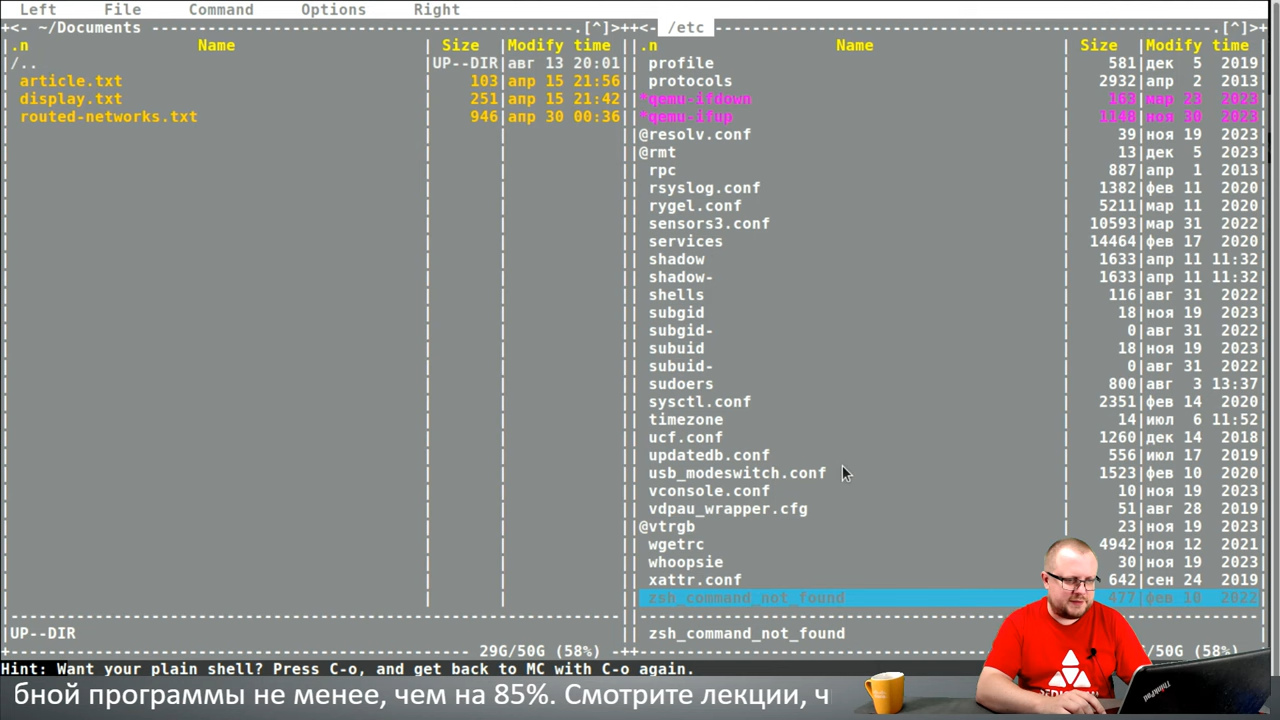 Left File Command Options Right
<- ~/Documents .[^]> <- /etc .[^]>
.n Name Size Modify time .n Name Size Modify time
/.. UP--DIR авг 13 20:01 profile 581 дек 5 2019
article.txt 103 апр 15 21:56 protocols 2932 апр 2 2013
display.txt 251 апр 15 21:42 *qemu-ifdown 163 мар 23 2023
routed-networks.txt 946 апр 30 00:36 *qemu-ifup 1148 ноя 30 2023
@resolv.conf 39 ноя 19 2023
@rmt 13 дек 5 2023
rpc 887 апр 1 2013
rsyslog.conf 1382 фев 11 2020
rygel.conf 5211 мар 11 2020
sensors3.conf 10593 мар 31 2022
services 14464 фев 17 2020
shadow 1633 апр 11 11:32
shadow- 1633 апр 11 11:32
shells 116 авг 31 2022
subgid 18 ноя 19 2023
subgid- 0 авг 31 2022
subuid 18 ноя 19 2023
subuid- 0 авг 31 2022
sudoers 800 авг 3 13:37
sysctl.conf 2351 фев 14 2020
timezone 14 июл 6 11:52
ucf.conf 1260 дек 14 2018
updatedb.conf 556 июл 17 2019
usb_modeswitch.conf 1523 фев 10 2020
vconsole.conf 10 ноя 19 2023
vdpau_wrapper.cfg 51 авг 28 2019
@vtrgb 23 ноя 19 2023
wgetrc 4942 ноя 12 2021
whoopsie 30 ноя 19 2023
xattr.conf 642 сен 24 2019
zsh_command_not_found 477 фев 10 2022
UP--DIR zsh_command_not_found
29G/50G (58%) /50G (58%)
Hint: Want your plain shell? Press C-o, and get back to MC with C-o again.
бной программы не менее, чем на 85%. Смотрите лекции, ч
ThinkPad